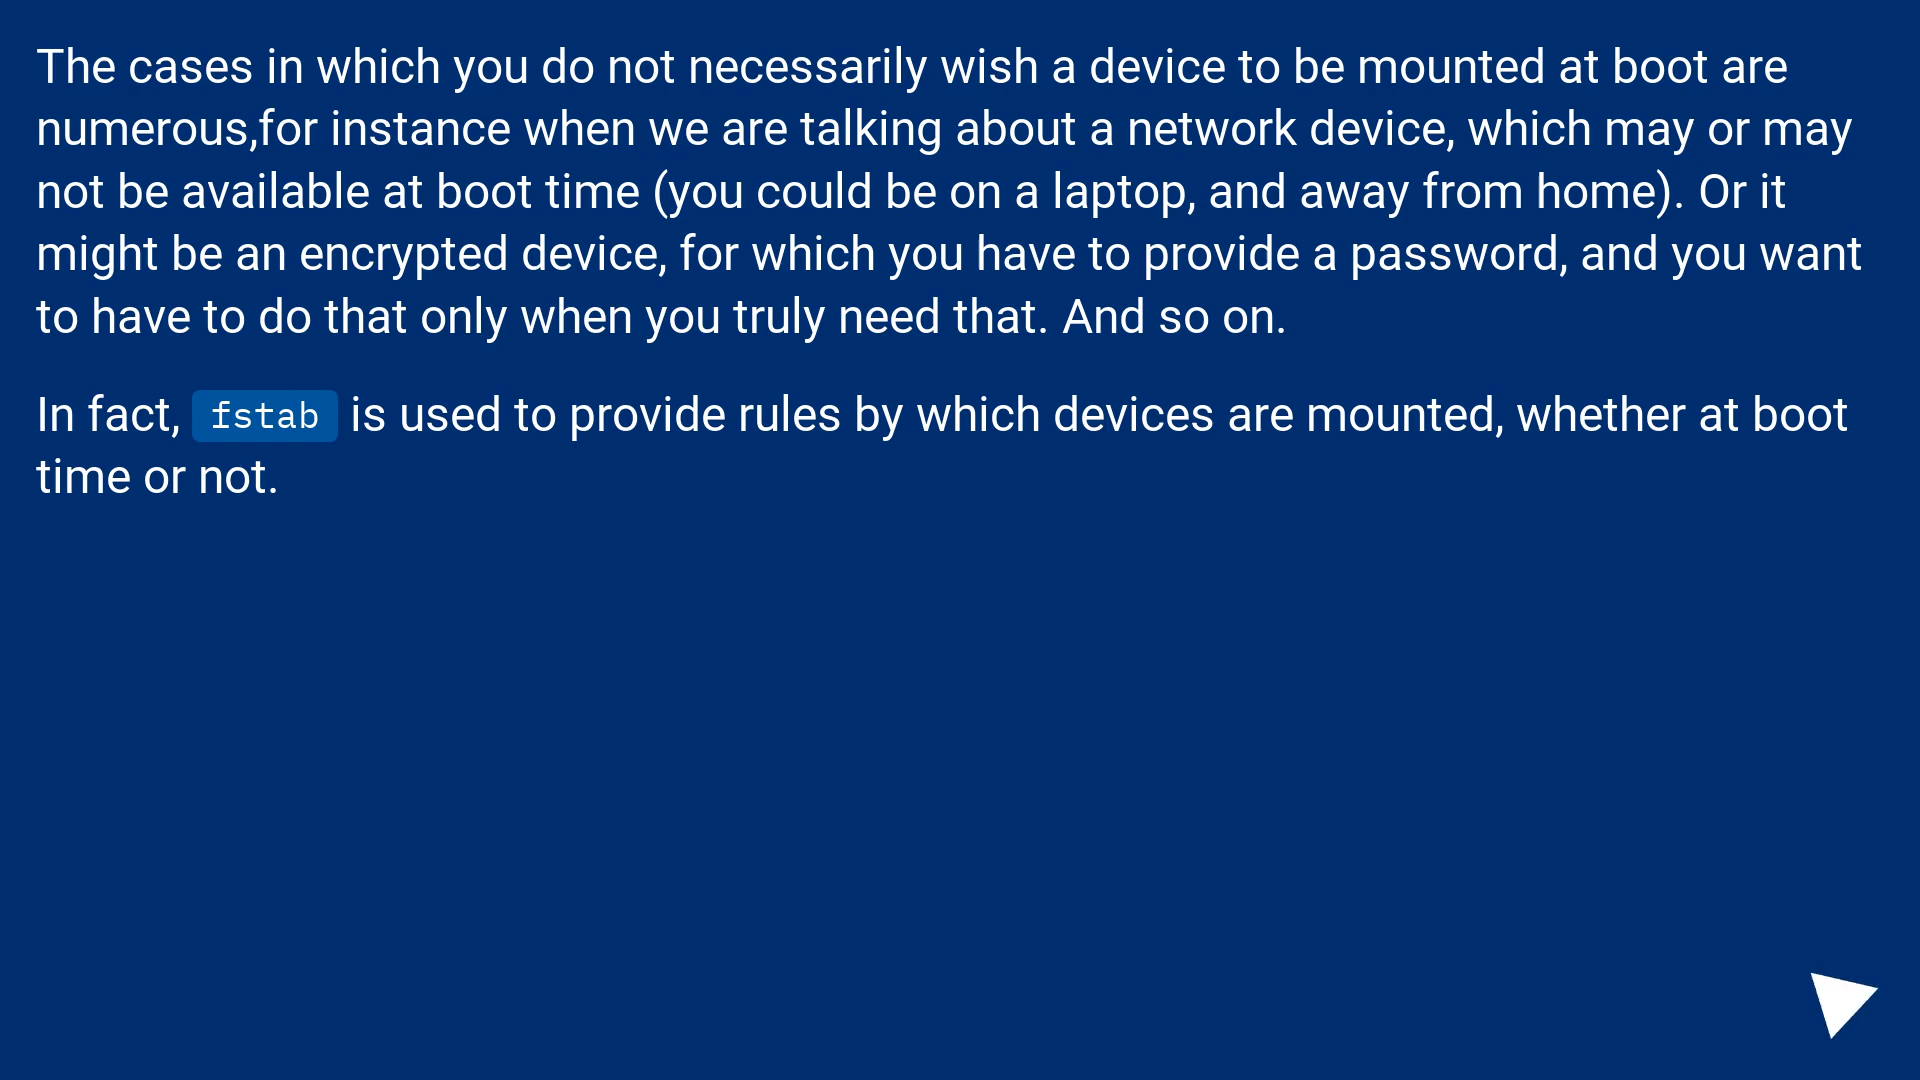 The cases in which you do not necessarily wish a device to be mounted at boot are
numerous,for instance when we are talking about a network device, which may or may
not be available at boot time (you could be on a laptop, and away from home). Or it
might be an encrypted device, for which you have to provide a password, and you want
to have to do that only when you truly need that. And so on.
In fact, fstab is used to provide rules by which devices are mounted, whether at boot
time or not.